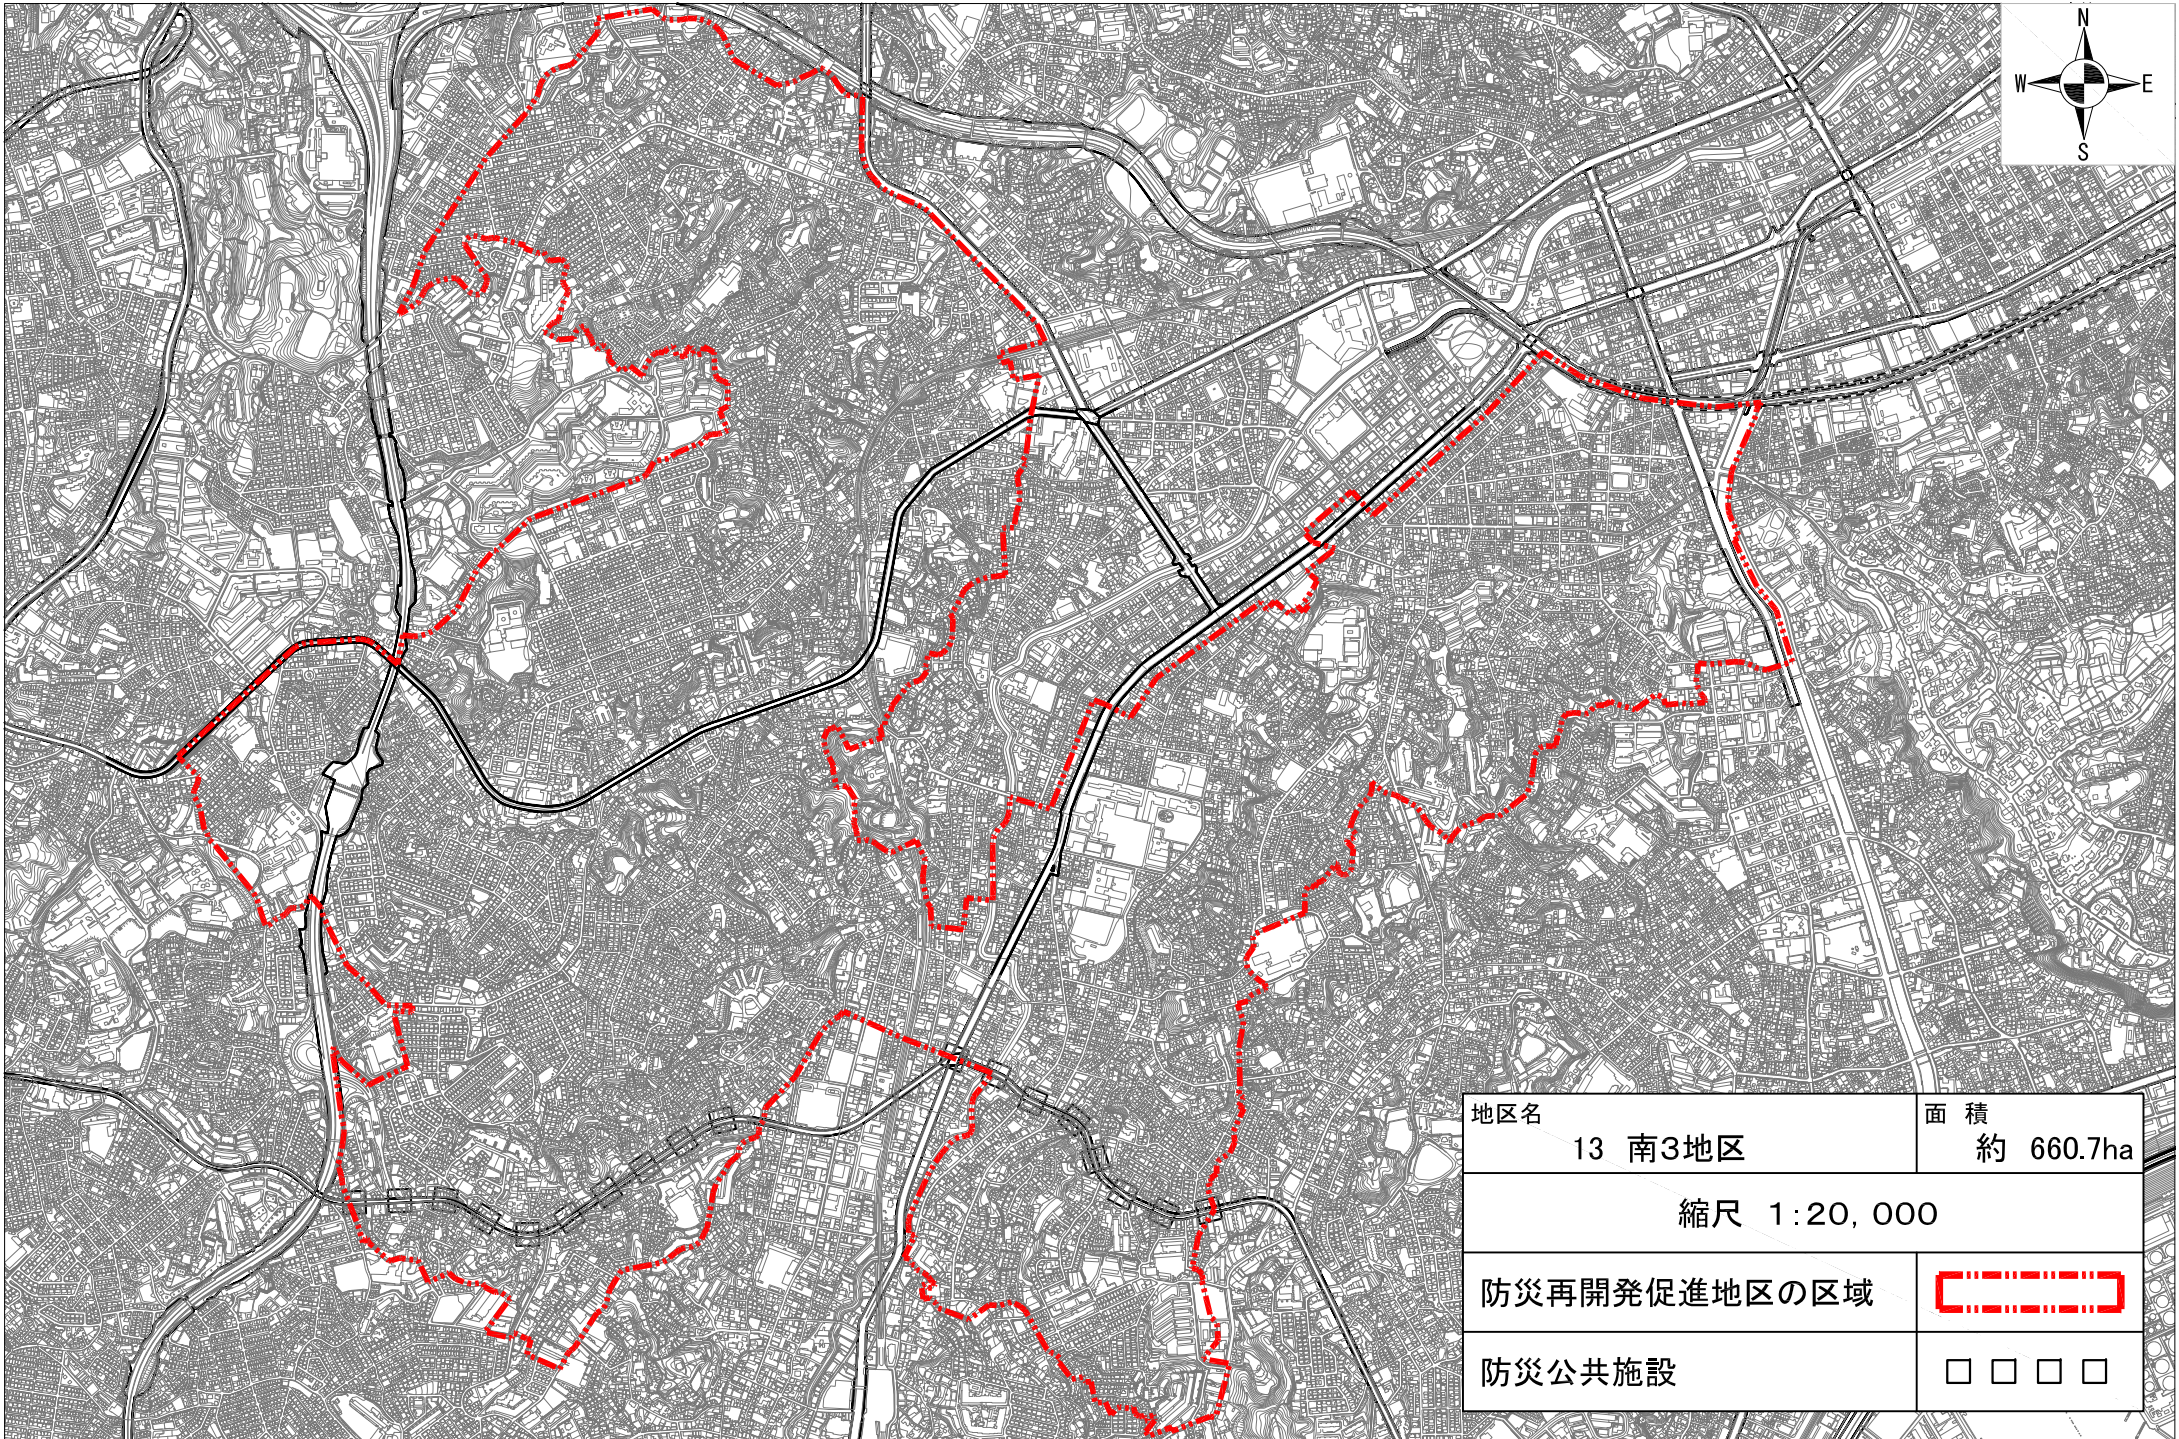 N
W E
S
地区名
13 南3地区
面 積
約 660.7ha
縮尺 1:20,000
防災再開発促進地区の区域
防災公共施設